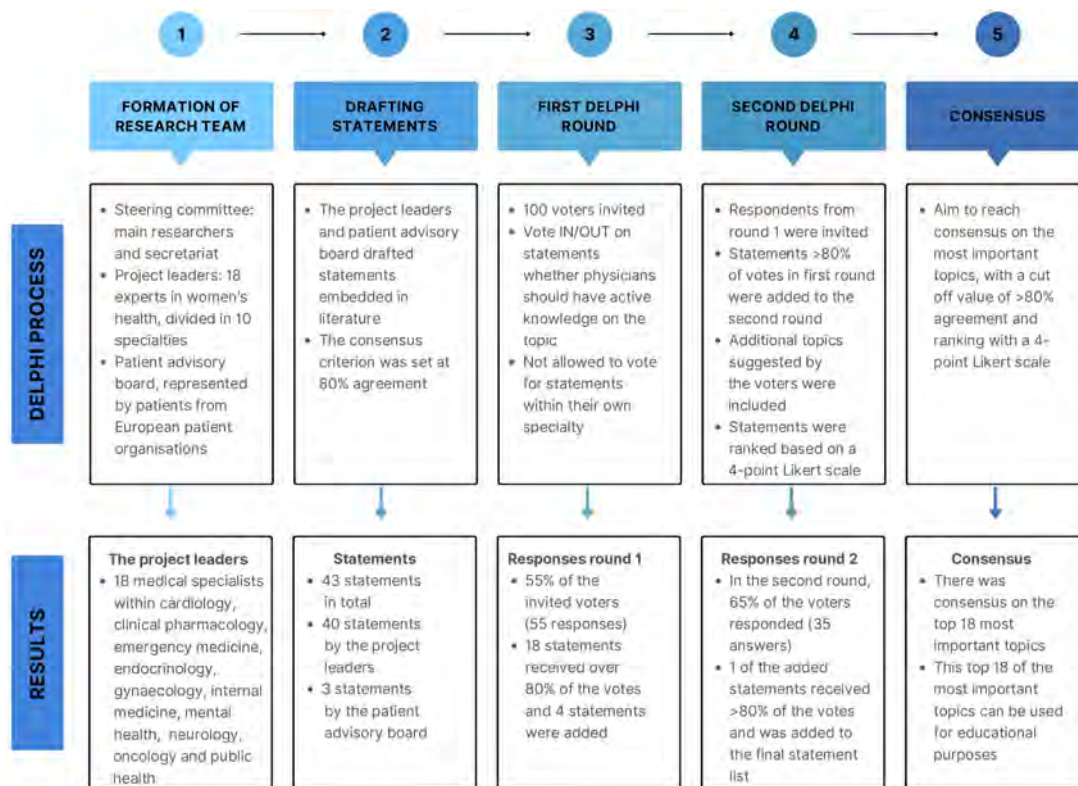 1
2
3
4
5
FORMATION OF
RESEARCH TEAM
DRAFTING
STATEMENTS
FIRST DELPHI
ROUND
SECOND DELPHI
ROUND
CONSENSUS
DELPHI PROCESS
• Steering committee:
main researchers
and secretariat
• Project leaders: 18
experts in women's
health, divided in 10
specialties
• Patient advisory
board, represented
by patients from
European patient
organisations
• The project leaders
and patient advisory
board drafted
statements
embedded in
literature
• The consensus
criterion was set at
80% agreement
• 100 voters invited
• Vote IN/OUT on
statements
whether physicians
should have active
knowledge on the
topic
• Not allowed to vote
for statements
within their own
specialty
• Respondents from
round 1 were invited
• Statements >80%
of votes in first round
were added to the
second round
• Additional topics
suggested by
the voters were
included
• Statements were
ranked based on a
4-point Likert scale
• Aim to reach
consensus on the
most important
topics, with a cut
off value of >80%
agreement and
ranking with a 4-
point Likert scale
RESULTS
The project leaders
• 18 medical specialists
within cardiology,
clinical pharmacology,
emergency medicine,
endocrinology,
gynaecology, internal
medicine, mental
health, neurology,
oncology and public
health
Statements
• 43 statements
in total
• 40 statements
by the project
leaders
• 3 statements
by the patient
advisory board
Responses round 1
• 55% of the
invited voters
(55 responses)
• 18 statements
received over
80% of the votes
and 4 statements
were added
Responses round 2
• In the second round,
65% of the voters
responded (35
answers)
• 1 of the added
statements received
>80% of the votes
and was added to
the final statement
list
Consensus
• There was
consensus on the
top 18 most
important topics
• This top 18 of the
most important
topics can be used
for educational
purposes